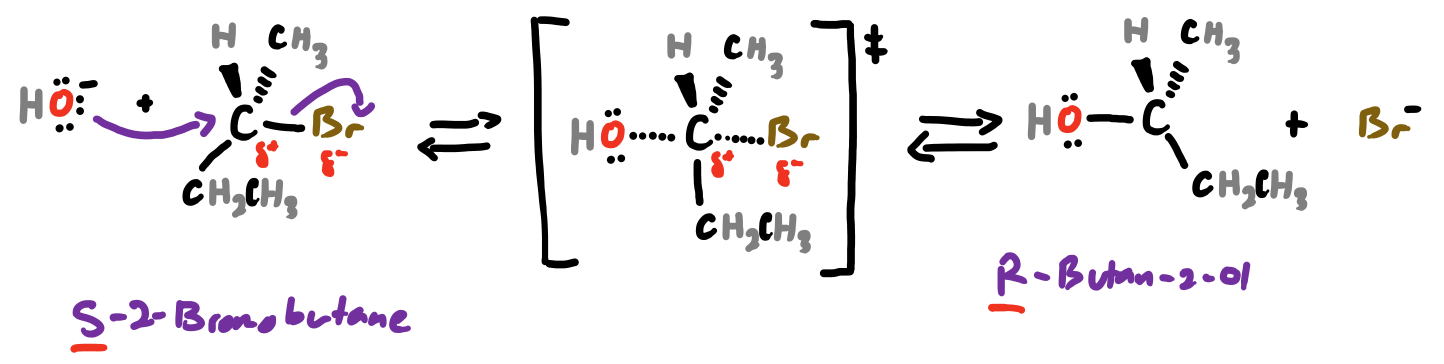 H CH3 H CH3 ‡ H CH3
HO⁻ + C Br HO C Br HO C + Br⁻
δ+ δ- δ+ δ-
CH2CH3 CH2CH3 CH2CH3
S-2-Bromobutane R-Butan-2-ol